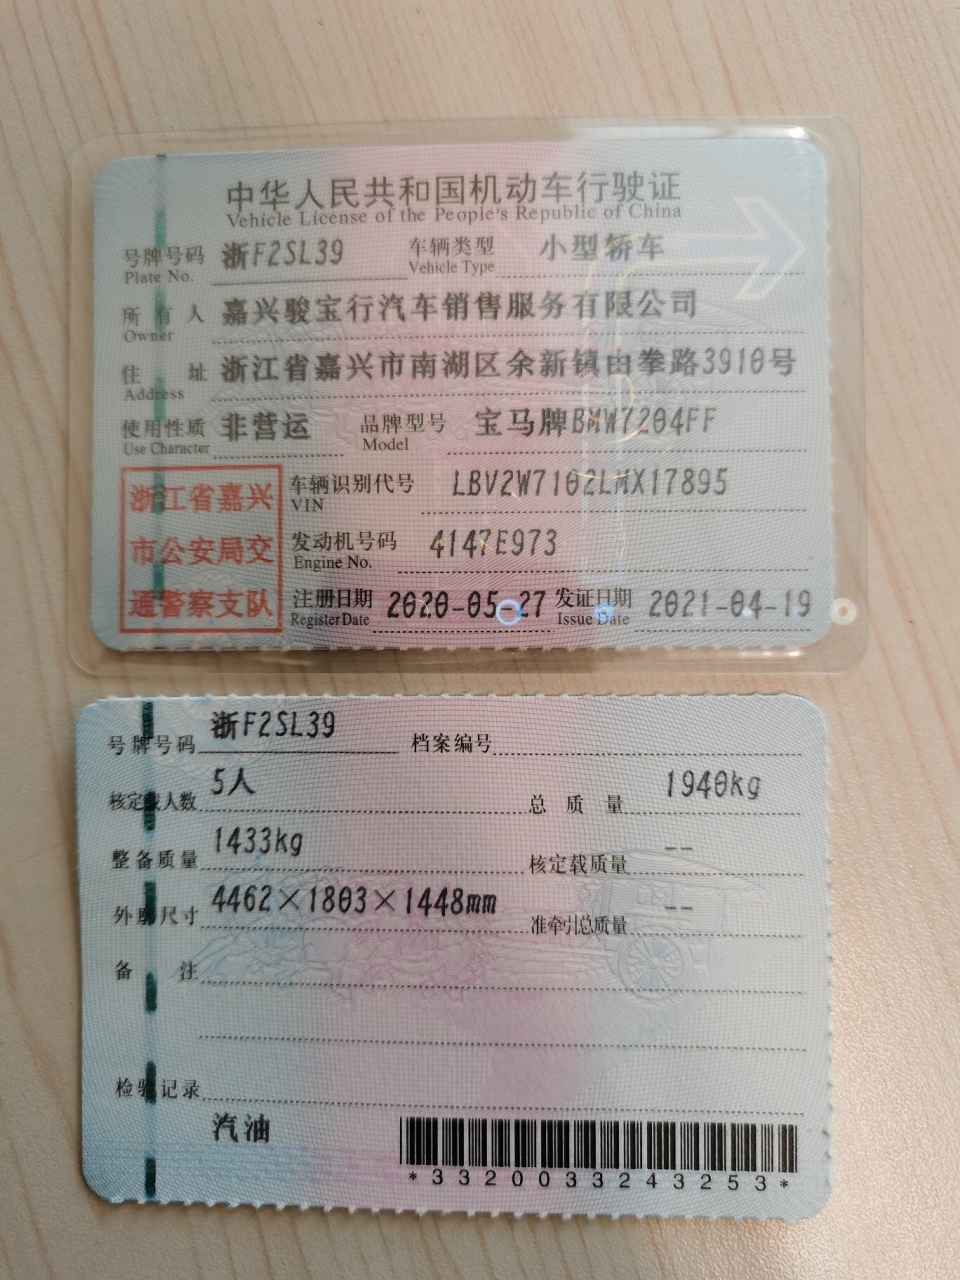 中华人民共和国机动车行驶证
Vehicle License of the People's Republic of China
号牌号码 浙F2SL39 车辆类型 小型轿车
Plate No. Vehicle Type
所有人 嘉兴骏宝行汽车销售服务有限公司
Owner
住址 浙江省嘉兴市南湖区余新镇由拳路3910号
Address
使用性质 非营运 品牌型号 宝马牌BMW7204FF
Use Character Model
浙江省嘉兴
市公安局交
通警察支队
车辆识别代号 LBV2W7102LMX17895
VIN
发动机号码 4147E973
Engine No.
注册日期 2020-05-27 发证日期 2021-04-19
Register Date Issue Date
号牌号码 浙F2SL39 档案编号
核定载人数 5人 总质量 1940kg
整备质量 1433kg 核定载质量 --
外廓尺寸 4462×1803×1448mm 准牵引总质量 --
备注
检验记录
汽油
*3320033243253*